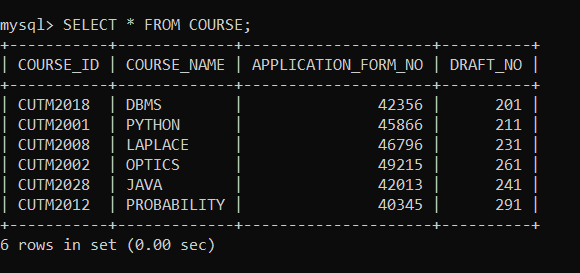 mysql> SELECT * FROM COURSE;
+-----------+-------------+---------------------+----------+
| COURSE_ID | COURSE_NAME | APPLICATION_FORM_NO | DRAFT_NO |
+-----------+-------------+---------------------+----------+
| CUTM2018  | DBMS        |               42356 |      201 |
| CUTM2001  | PYTHON      |               45866 |      211 |
| CUTM2008  | LAPLACE     |               46796 |      231 |
| CUTM2002  | OPTICS      |               49215 |      261 |
| CUTM2028  | JAVA        |               42013 |      241 |
| CUTM2012  | PROBABILITY |               40345 |      291 |
+-----------+-------------+---------------------+----------+
6 rows in set (0.00 sec)